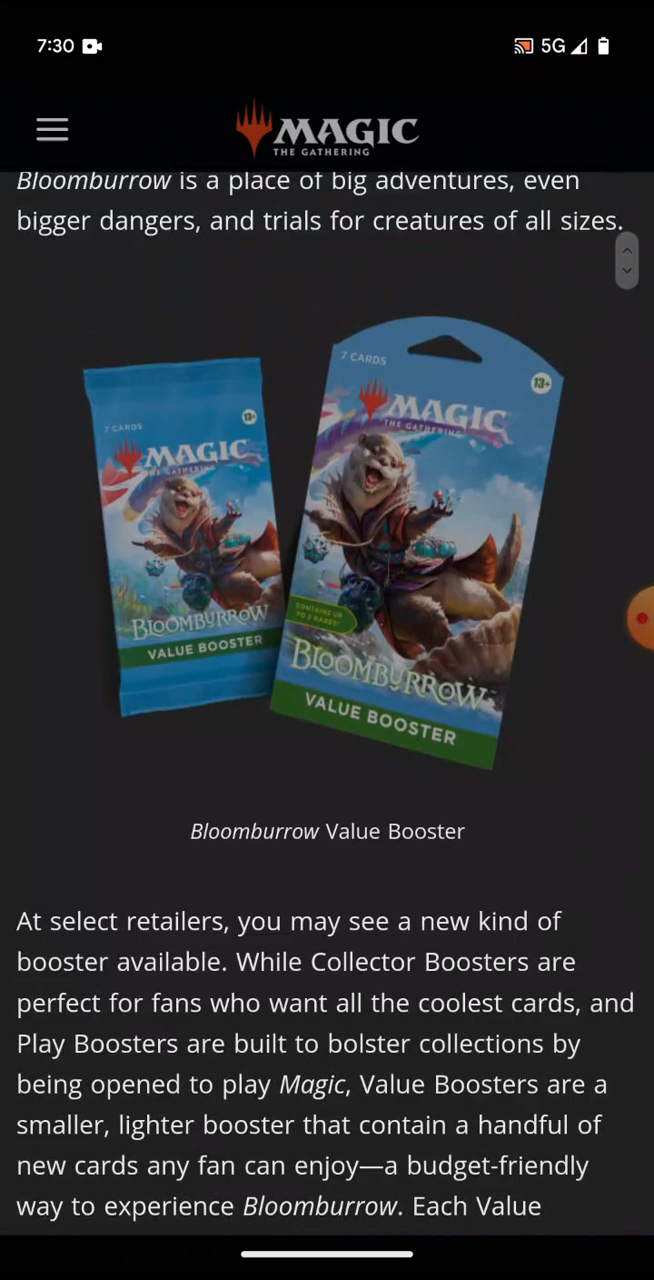 7:30
5G
MAGIC
THE GATHERING
Bloomburrow is a place of big adventures, even
bigger dangers, and trials for creatures of all sizes.
7 CARDS
13+
MAGIC
THE GATHERING
BLOOMBURROW
VALUE BOOSTER
7 CARDS
13+
MAGIC
THE GATHERING
CONTAINS UP
TO 2 RARES!
BLOOMBURROW
VALUE BOOSTER
Bloomburrow Value Booster
At select retailers, you may see a new kind of
booster available. While Collector Boosters are
perfect for fans who want all the coolest cards, and
Play Boosters are built to bolster collections by
being opened to play Magic, Value Boosters are a
smaller, lighter booster that contain a handful of
new cards any fan can enjoy—a budget-friendly
way to experience Bloomburrow. Each Value